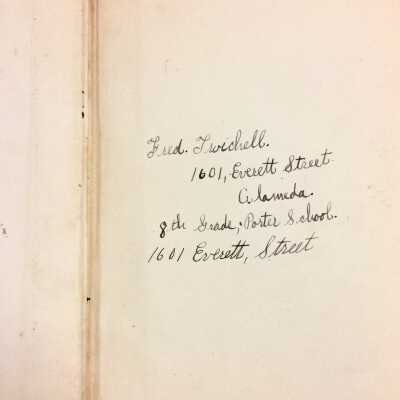 Fred. Twichell.
1601, Everett Street
Alameda.
8th Grade, Porter School.
1601 Everett, Street